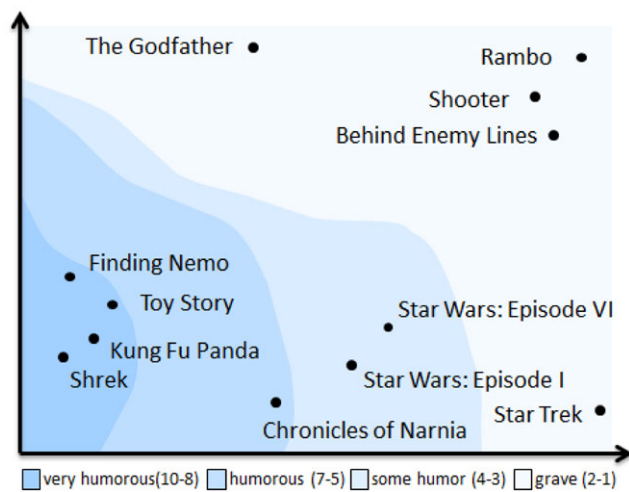 The Godfather
Rambo
Shooter
Behind Enemy Lines
Finding Nemo
Toy Story
Star Wars: Episode VI
Kung Fu Panda
Shrek
Star Wars: Episode I
Star Trek
Chronicles of Narnia
very humorous(10-8) humorous (7-5) some humor (4-3) grave (2-1)